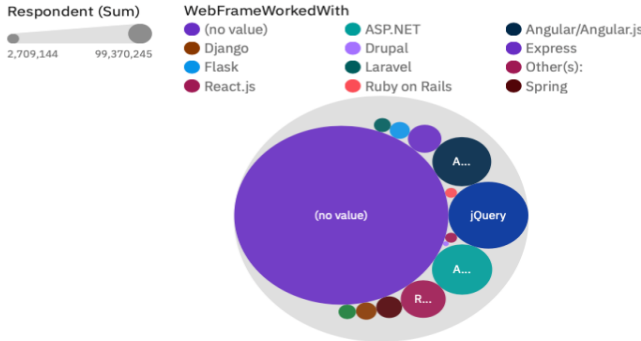 Respondent (Sum)
2,709,144 99,370,245
WebFrameWorkedWith
(no value) ASP.NET Angular/Angular.js
Django Drupal Express
Flask Laravel Other(s):
React.js Ruby on Rails Spring
A...
(no value) jQuery
A...
R...